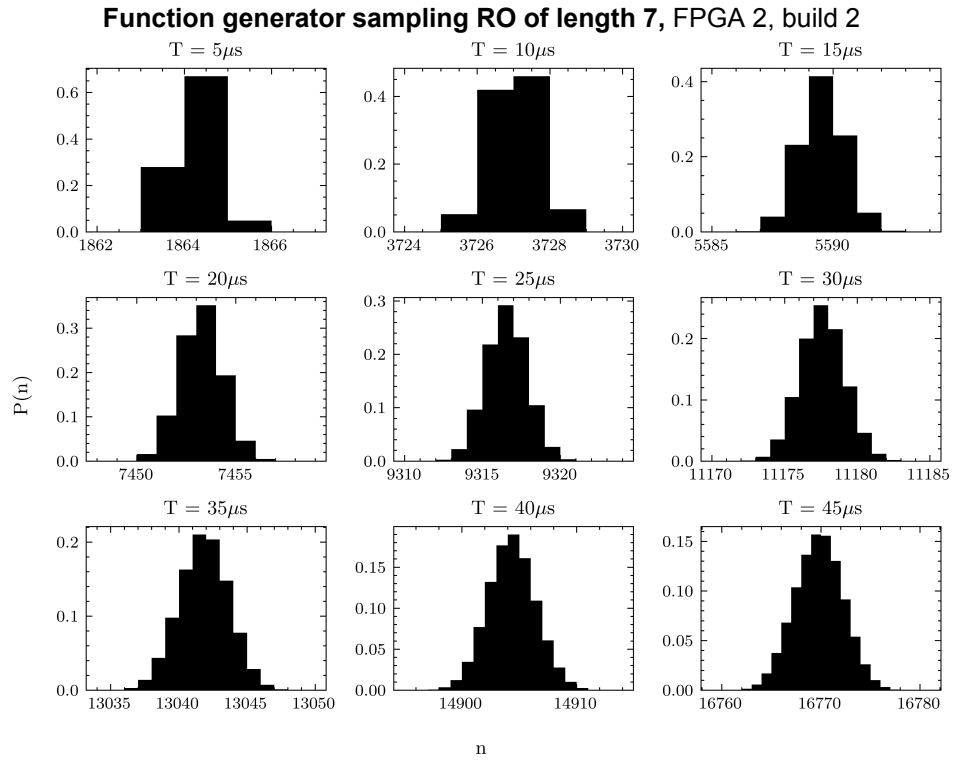 Function generator sampling RO of length 7, FPGA 2, build 2
T = 5μs
T = 10μs
T = 15μs
0.6
0.4
0.2
0.0
1862 1864 1866
0.4
0.2
0.0
3724 3726 3728 3730
0.4
0.2
0.0
5585 5590
T = 20μs
T = 25μs
T = 30μs
P(n)
0.3
0.2
0.1
0.0
7450 7455
0.3
0.2
0.1
0.0
9310 9315 9320
0.2
0.1
0.0
11170 11175 11180 11185
T = 35μs
T = 40μs
T = 45μs
0.2
0.1
0.0
13035 13040 13045 13050
0.15
0.10
0.05
0.00
14900 14910
0.15
0.10
0.05
0.00
16760 16770 16780
n